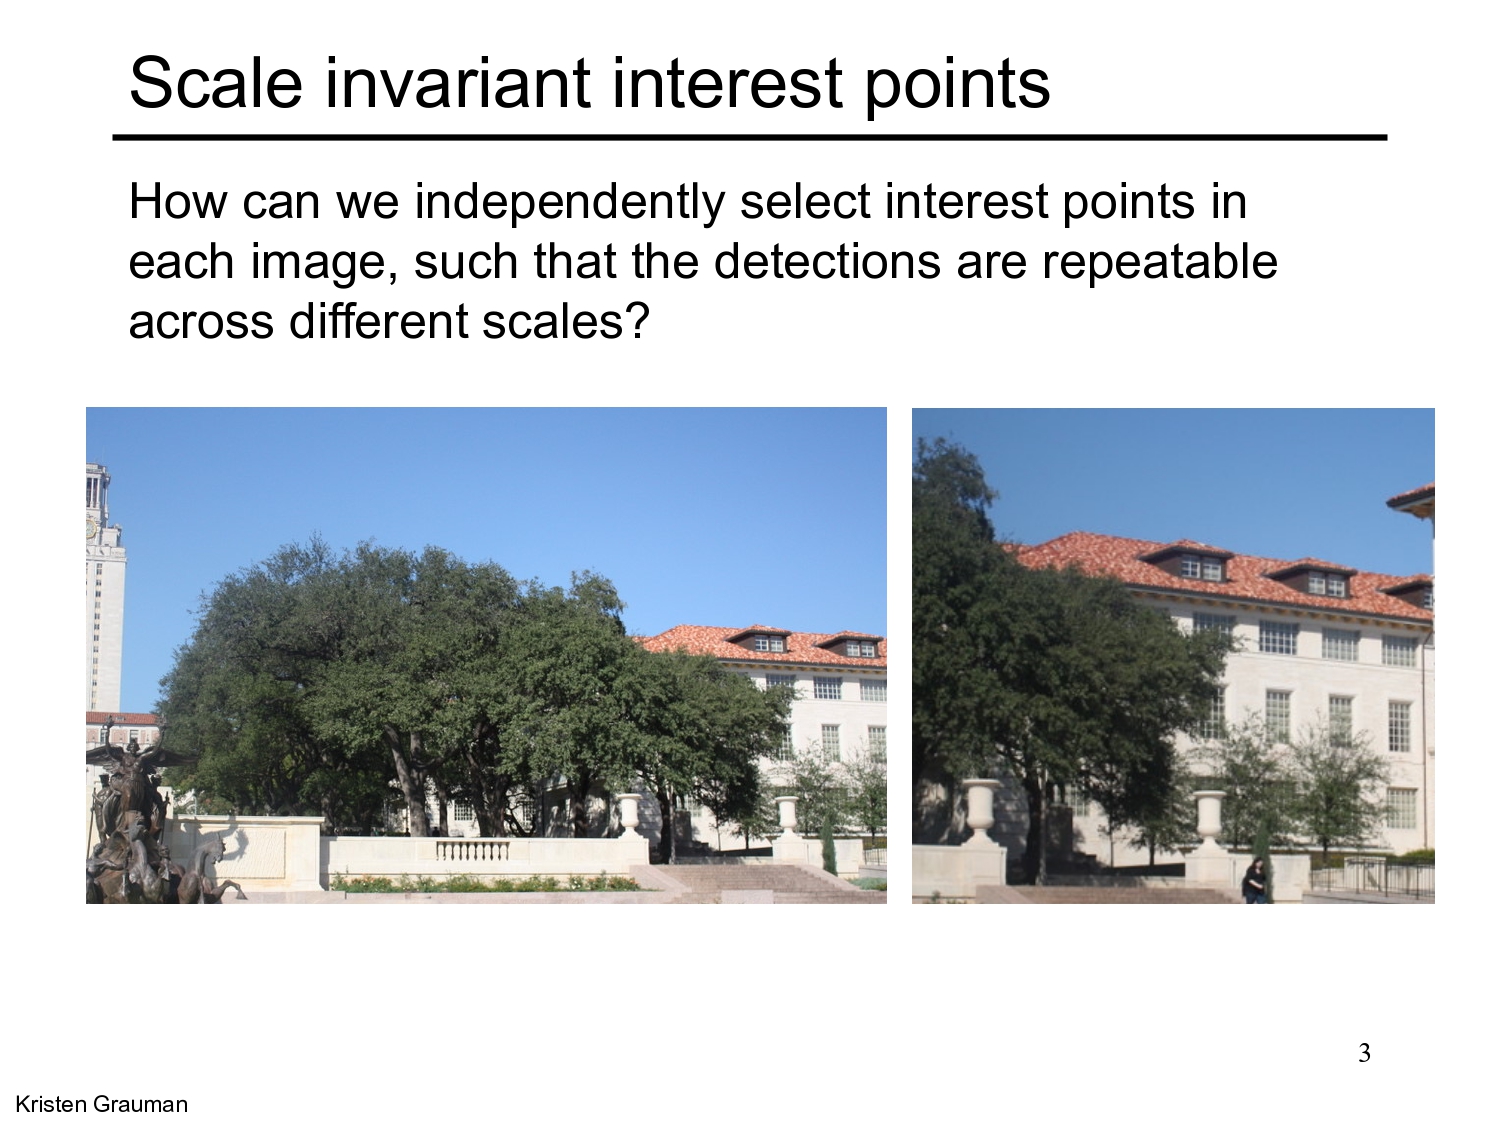 Scale invariant interest points
How can we independently select interest points in
each image, such that the detections are repeatable
across different scales?
3
Kristen Grauman